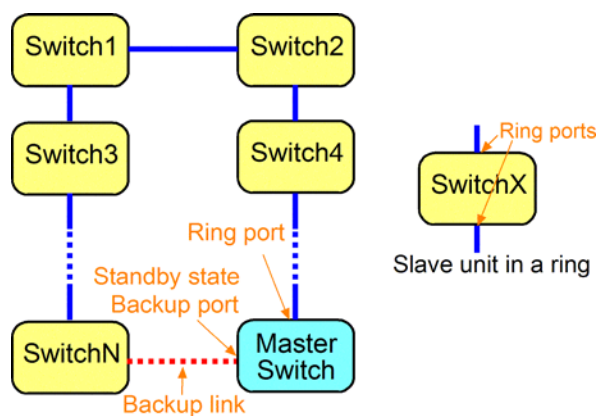 Switch1
Switch2
Switch3
Switch4
Ring ports
SwitchX
Ring port
Slave unit in a ring
Standby state
Backup port
SwitchN
Master
Switch
Backup link